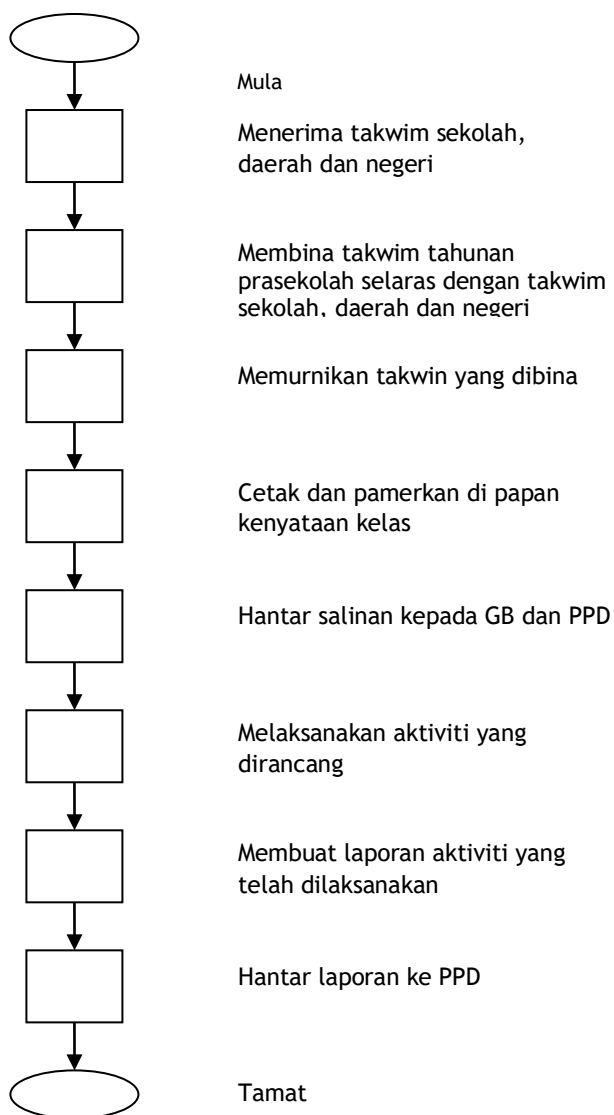 Mula
Menerima takwim sekolah,
daerah dan negeri
Membina takwim tahunan
prasekolah selaras dengan takwim
sekolah, daerah dan negeri
Memurnikan takwin yang dibina
Cetak dan pamerkan di papan
kenyataan kelas
Hantar salinan kepada GB dan PPD
Melaksanakan aktiviti yang
dirancang
Membuat laporan aktiviti yang
telah dilaksanakan
Hantar laporan ke PPD
Tamat